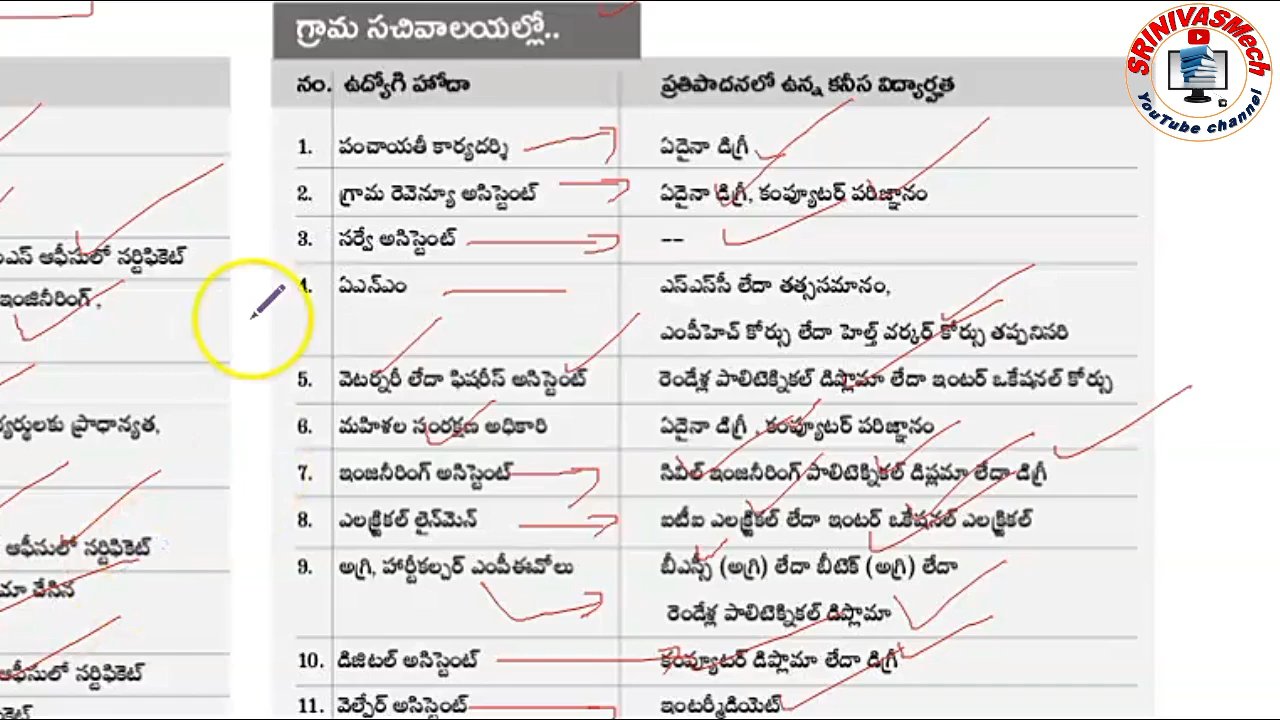 SRINIVASMech
YouTube channel
గ్రామ సచివాలయాల్లో..
నం. ఉద్యోగి హోదా ప్రతిపాదనలో ఉన్న కనీస విద్యార్హత
1. పంచాయతీ కార్యదర్శి ఏదైనా డిగ్రీ
2. గ్రామ రెవెన్యూ అసిస్టెంట్ ఏదైనా డిగ్రీ, కంప్యూటర్ పరిజ్ఞానం
3. సర్వే అసిస్టెంట్ --
4. ఏఎన్ఎం ఎస్ఎస్‌సీ లేదా తత్ససమానం,
ఎంపీహెచ్ కోర్సు లేదా హెల్త్ వర్కర్ కోర్సు తప్పనిసరి
5. వెటర్నరీ లేదా ఫిషరీస్ అసిస్టెంట్ రెండేళ్ల పాలిటెక్నికల్ డిప్లొమా లేదా ఇంటర్ ఒకేషనల్ కోర్సు
6. మహిళల సంరక్షణ అధికారి ఏదైనా డిగ్రీ , కంప్యూటర్ పరిజ్ఞానం
7. ఇంజనీరింగ్ అసిస్టెంట్ సివిల్ ఇంజనీరింగ్ పాలిటెక్నికల్ డిప్లమా లేదా డిగ్రీ
8. ఎలక్ట్రికల్ లైన్‌మెన్ ఐటీఐ ఎలక్ట్రికల్ లేదా ఇంటర్ ఒకేషనల్ ఎలక్ట్రికల్
9. అగ్రి, హార్టీకల్చర్ ఎంపీఈవోలు బీఎస్సీ (అగ్రి) లేదా బీటెక్ (అగ్రి) లేదా
రెండేళ్ల పాలిటెక్నికల్ డిప్లొమా
10. డిజిటల్ అసిస్టెంట్ కంప్యూటర్ డిప్లొమా లేదా డిగ్రీ
11. వెల్ఫేర్ అసిస్టెంట్ ఇంటర్మీడియెట్
ఎంఎస్ ఆఫీసులో సర్టిఫికెట్
ఇంజినీరింగ్ ,
ప్రాధాన్యత,
ఆఫీసులో సర్టిఫికెట్
చేసిన
ఆఫీసులో సర్టిఫికెట్